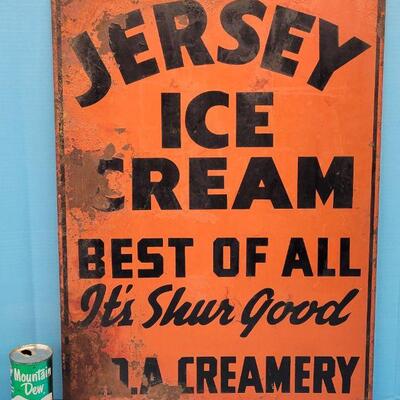 JERSEY
ICE
CREAM
BEST OF ALL
It's Shur Good
CREAMERY
Mountain
Dew